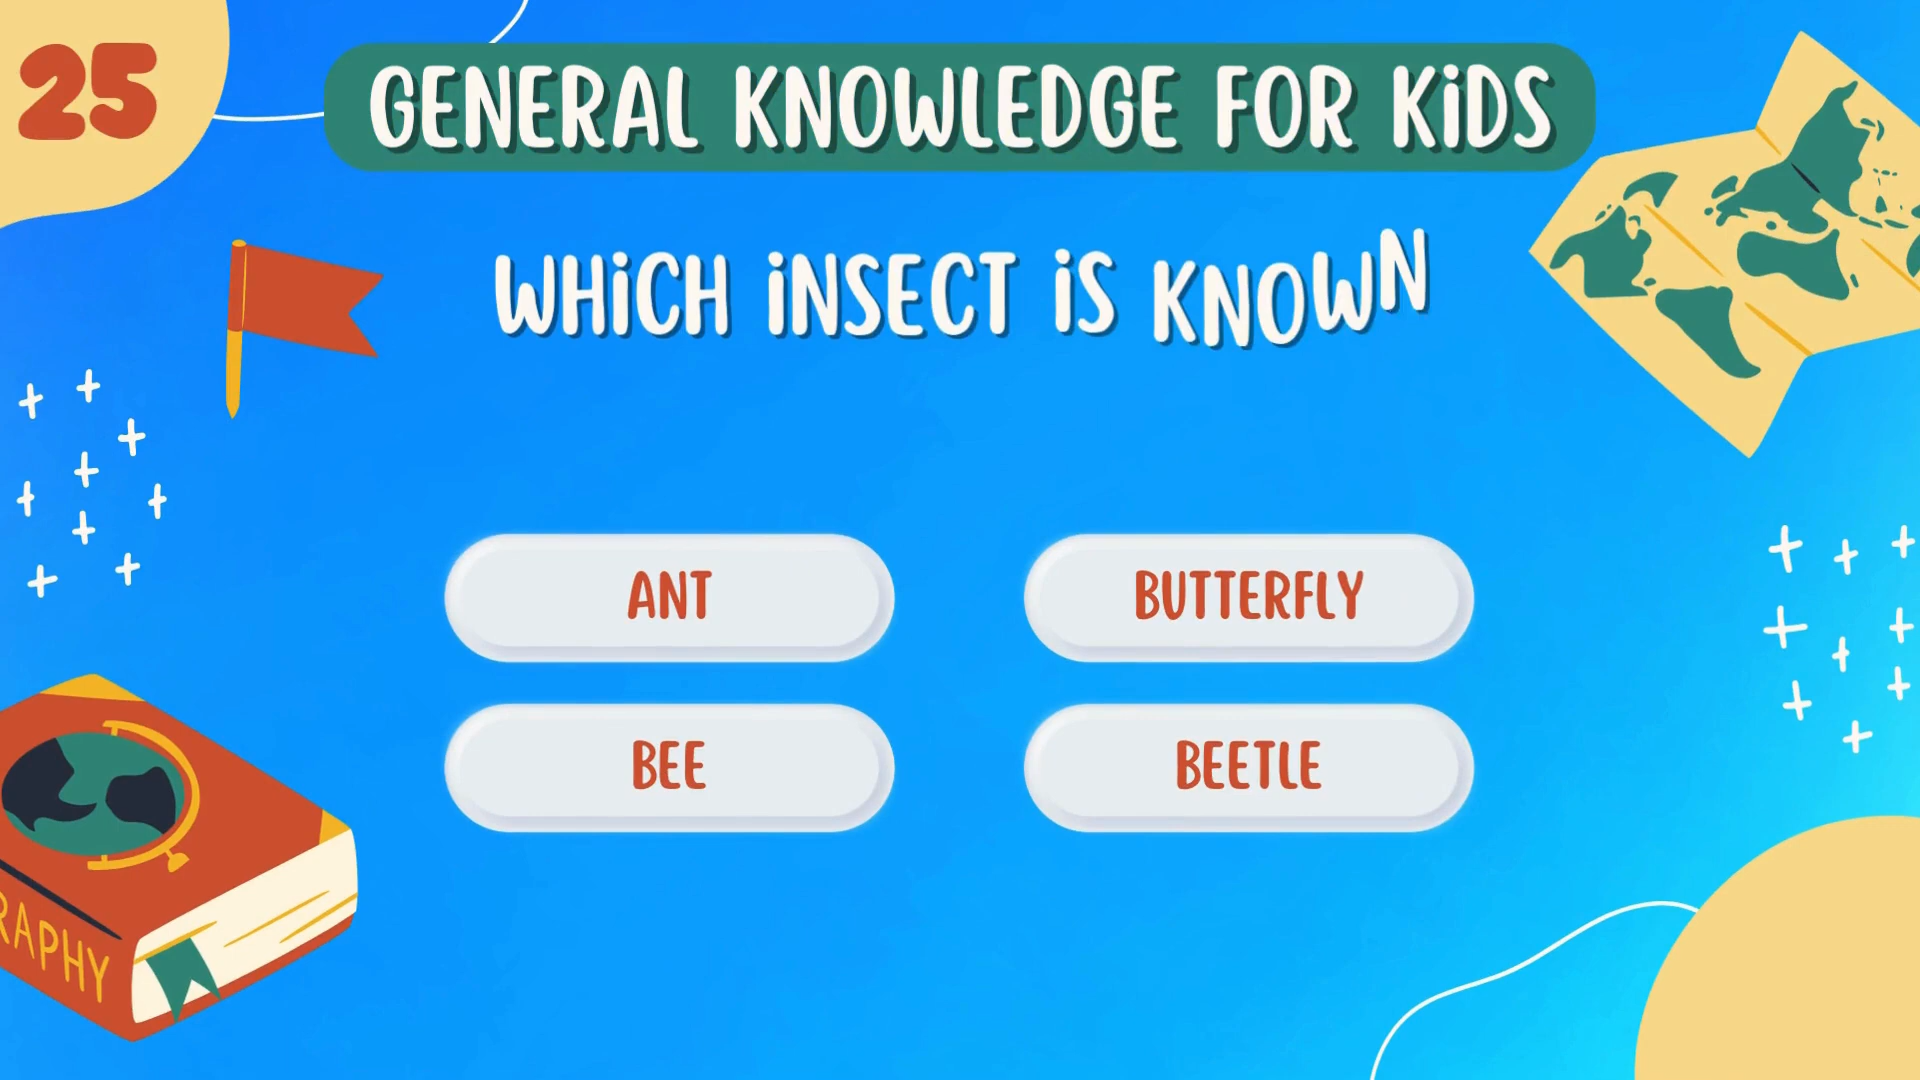 25
GENERAL KNOWLEDGE FOR KiDS
WHiCH iNSECT iS KNOWN
ANT
BUTTERFLY
BEE
BEETLE
RAPHY